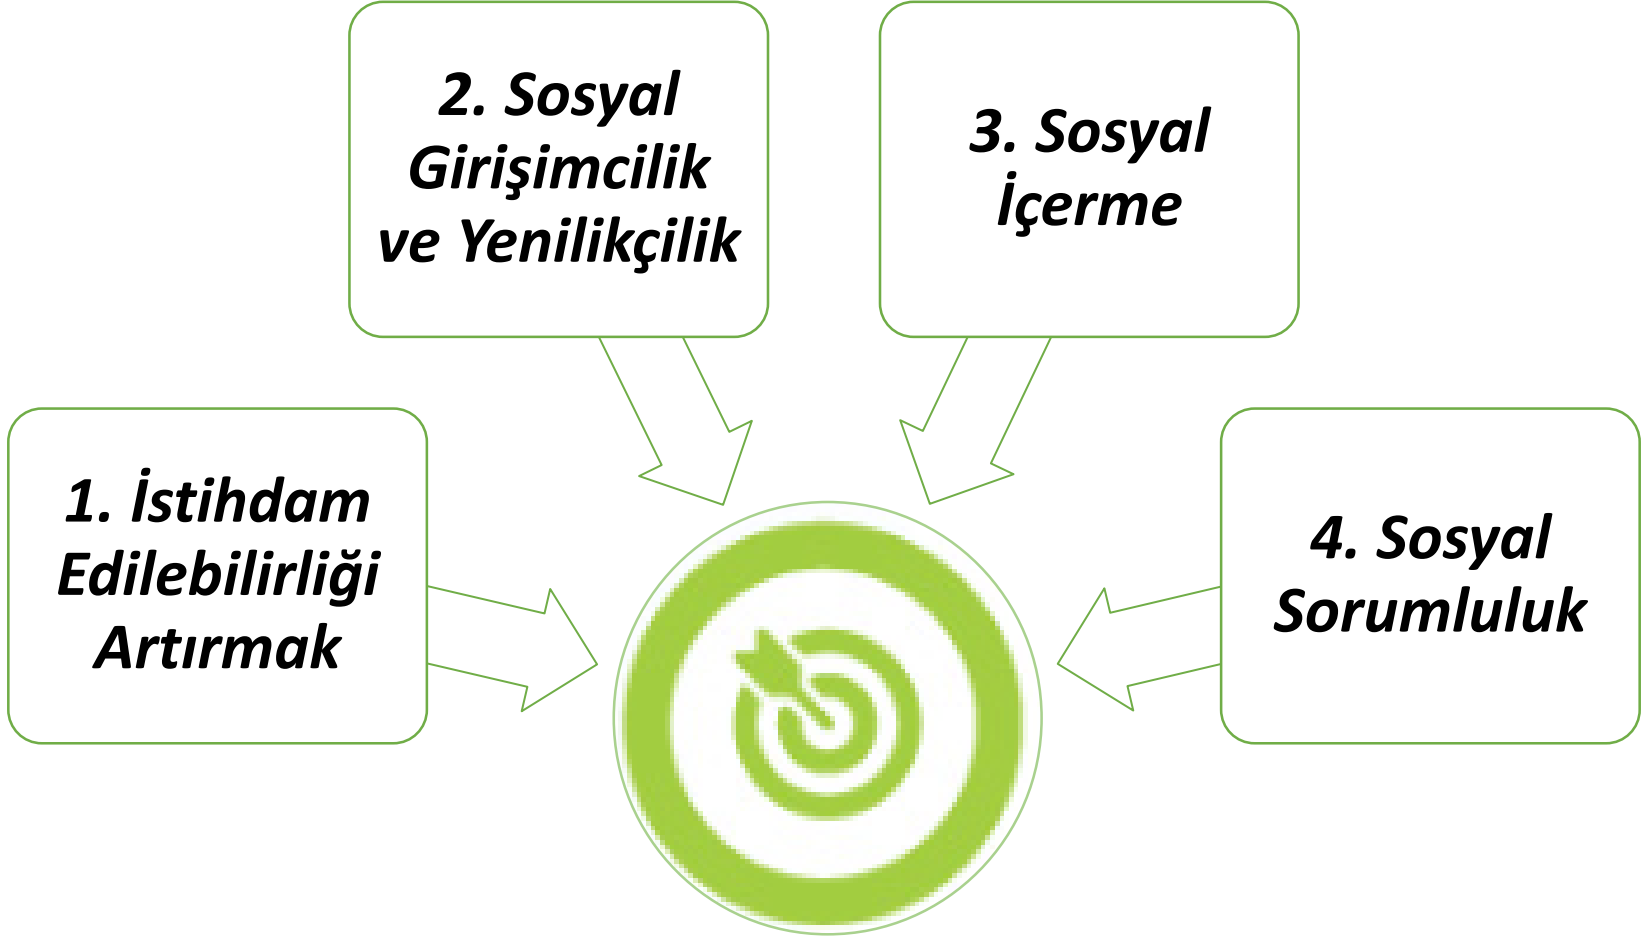 2. Sosyal
Girişimcilik
ve Yenilikçilik
3. Sosyal
İçerme
1. İstihdam
Edilebilirliği
Artırmak
4. Sosyal
Sorumluluk